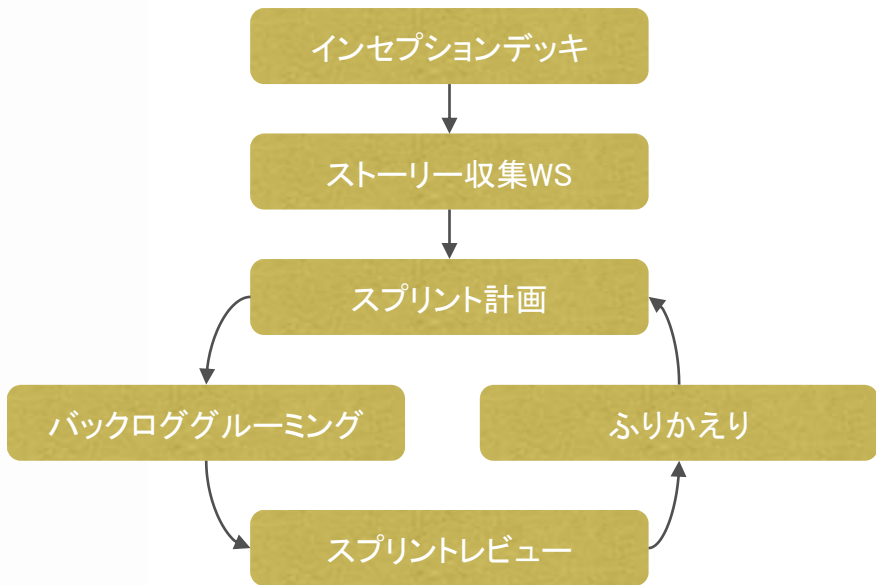 インセプションデッキ
ストーリー収集WS
スプリント計画
バックロググルーミング
ふりかえり
スプリントレビュー